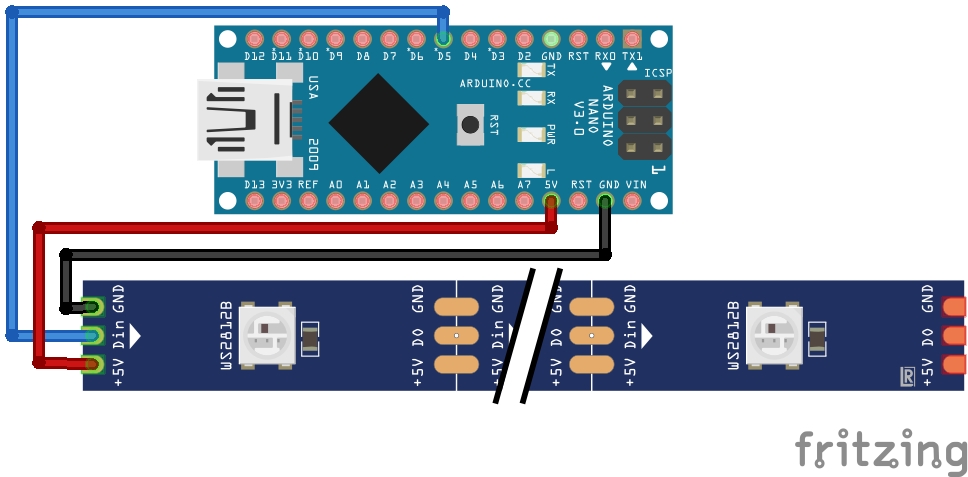 D12 D11 D10 D9 D8 D7 D6 D5 D4 D3 D2 GND RST RX0 TX1
ICSP
USA
ARDUINO.CC
TX
RX
PWR
L
RST
ARDUINO
NANO
V3.0
2009
1
D13 3V3 REF A0 A1 A2 A3 A4 A5 A6 A7 5V RST GND VIN
+5V Din GND
WS2812B
+5V DO GND
+5V Din GND
+5V DO GND
+5V Din GND
WS2812B
+5V DO GND
fritzing